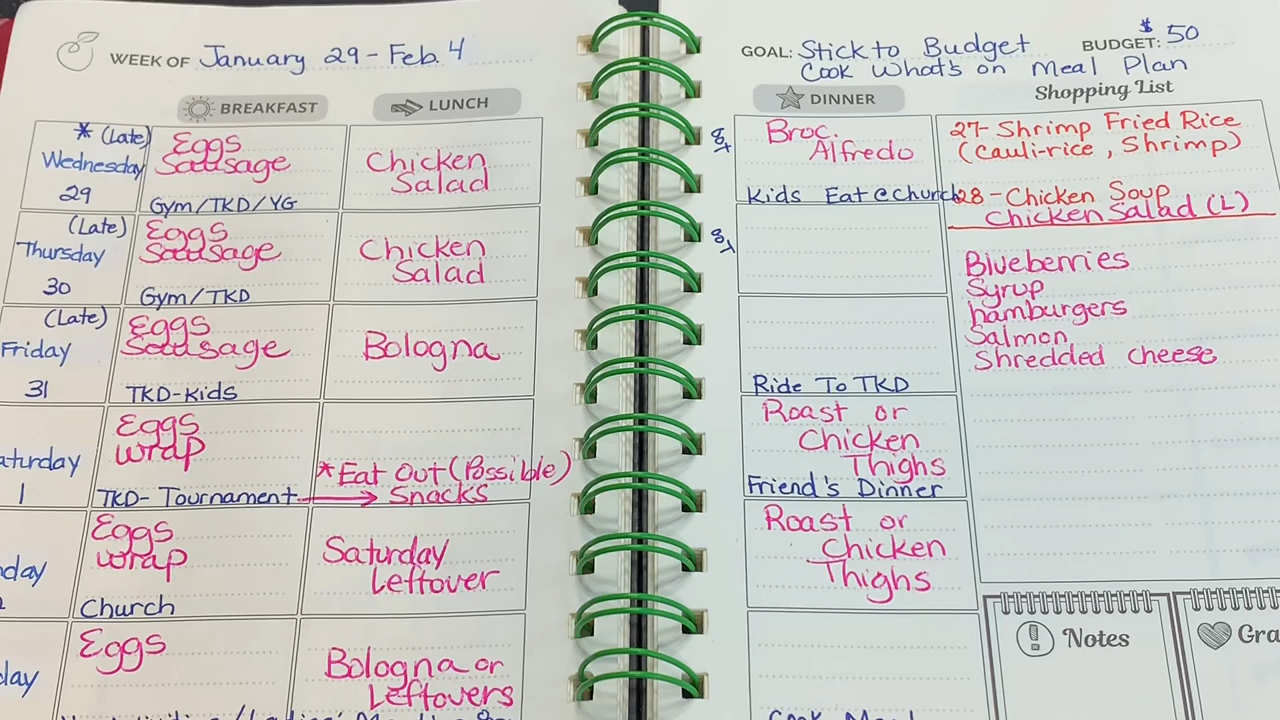 WEEK OF January 29 - Feb. 4
BREAKFAST
LUNCH
* (Late)
Wednesday
29
Eggs
Sausage
Gym/TKD/YG
Chicken
Salad
(Late)
Thursday
30
Eggs
Sausage
Gym/TKD
Chicken
Salad
(Late)
Friday
31
Eggs
Sausage
TKD-Kids
Bologna
aturday
1
Eggs
wrap
TKD- Tournament
*Eat Out (Possible)
Snacks
day
Eggs
wrap
Church
Saturday
Leftover
day
Eggs
Bologna or
Leftovers
GOAL: Stick to Budget
Cook What's on Meal Plan
BUDGET: $50
DINNER
Shopping List
Broc.
Alfredo
Kids Eat @ Church
Ride To TKD
Roast or
Chicken
Thighs
Friend's Dinner
Roast or
Chicken
Thighs
27- Shrimp Fried Rice
(Cauli-rice, Shrimp)
28 - Chicken Soup
Chicken Salad (L)
Blueberries
Syrup
hamburgers
Salmon
Shredded cheese
Notes
Gra